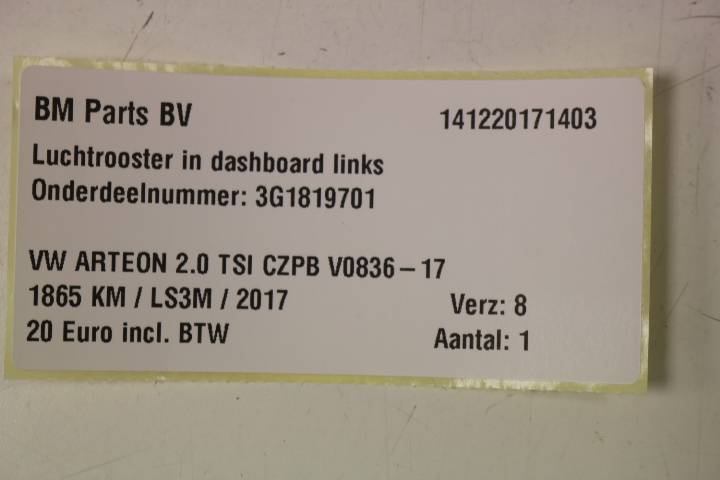 BM Parts BV 141220171403
Luchtrooster in dashboard links
Onderdeelnummer: 3G1819701
VW ARTEON 2.0 TSI CZPB V0836 – 17
1865 KM / LS3M / 2017 Verz: 8
20 Euro incl. BTW Aantal: 1